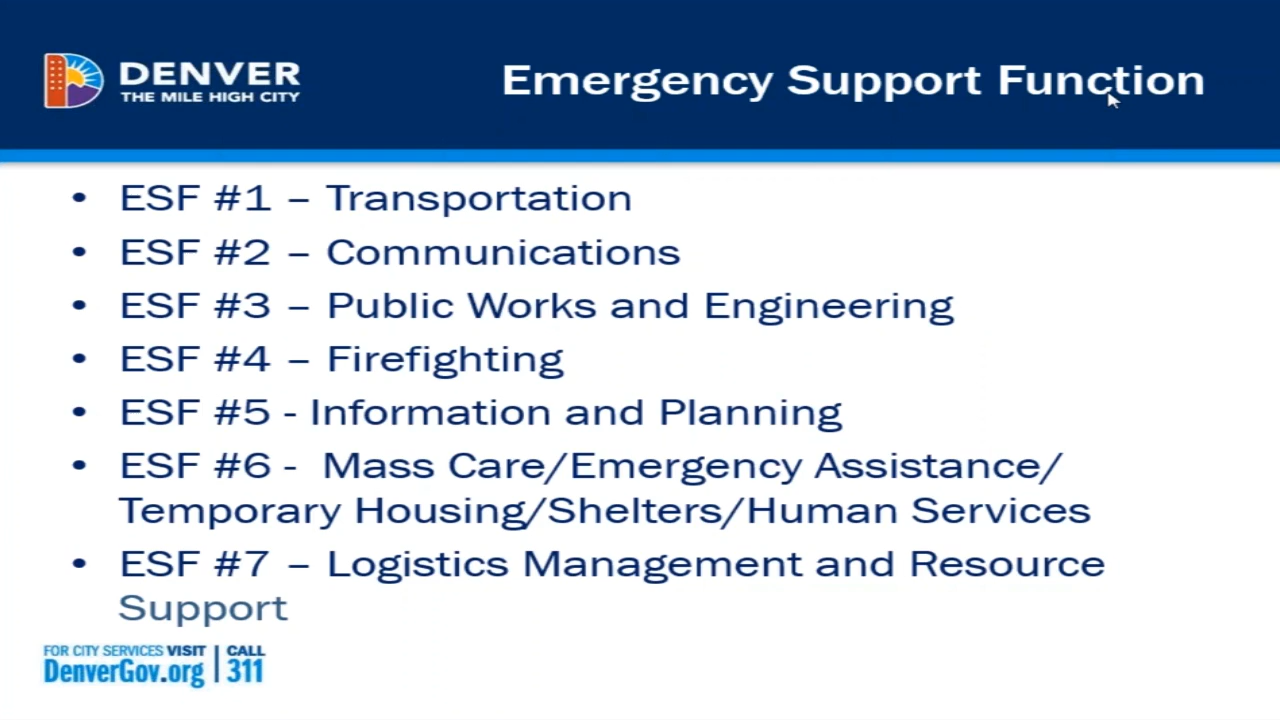 DENVER
THE MILE HIGH CITY
Emergency Support Function
• ESF #1 – Transportation
• ESF #2 – Communications
• ESF #3 – Public Works and Engineering
• ESF #4 – Firefighting
• ESF #5 - Information and Planning
• ESF #6 -  Mass Care/Emergency Assistance/
Temporary Housing/Shelters/Human Services
• ESF #7 – Logistics Management and Resource
Support
FOR CITY SERVICES VISIT | CALL
DenverGov.org | 311